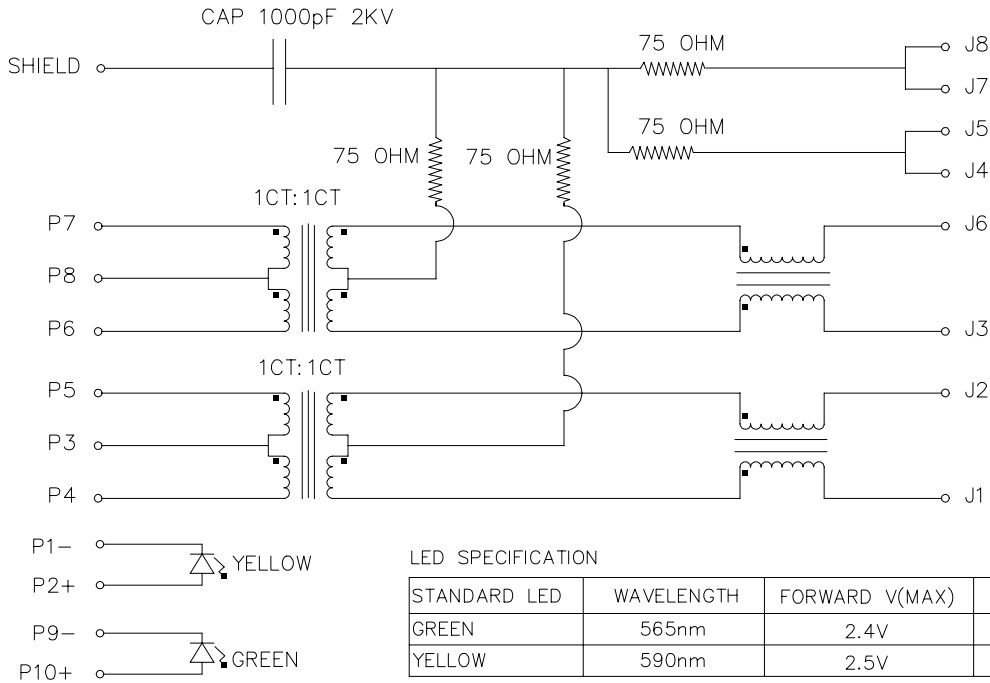 CAP 1000pF 2KV
SHIELD
75 OHM
J8
J7
75 OHM
J5
J4
75 OHM
75 OHM
1CT:1CT
P7
J6
P8
P6
J3
1CT:1CT
P5
J2
P3
P4
J1
P1-
YELLOW
P2+
P9-
GREEN
P10+
LED SPECIFICATION
STANDARD LED WAVELENGTH FORWARD V(MAX)
GREEN 565nm 2.4V
YELLOW 590nm 2.5V